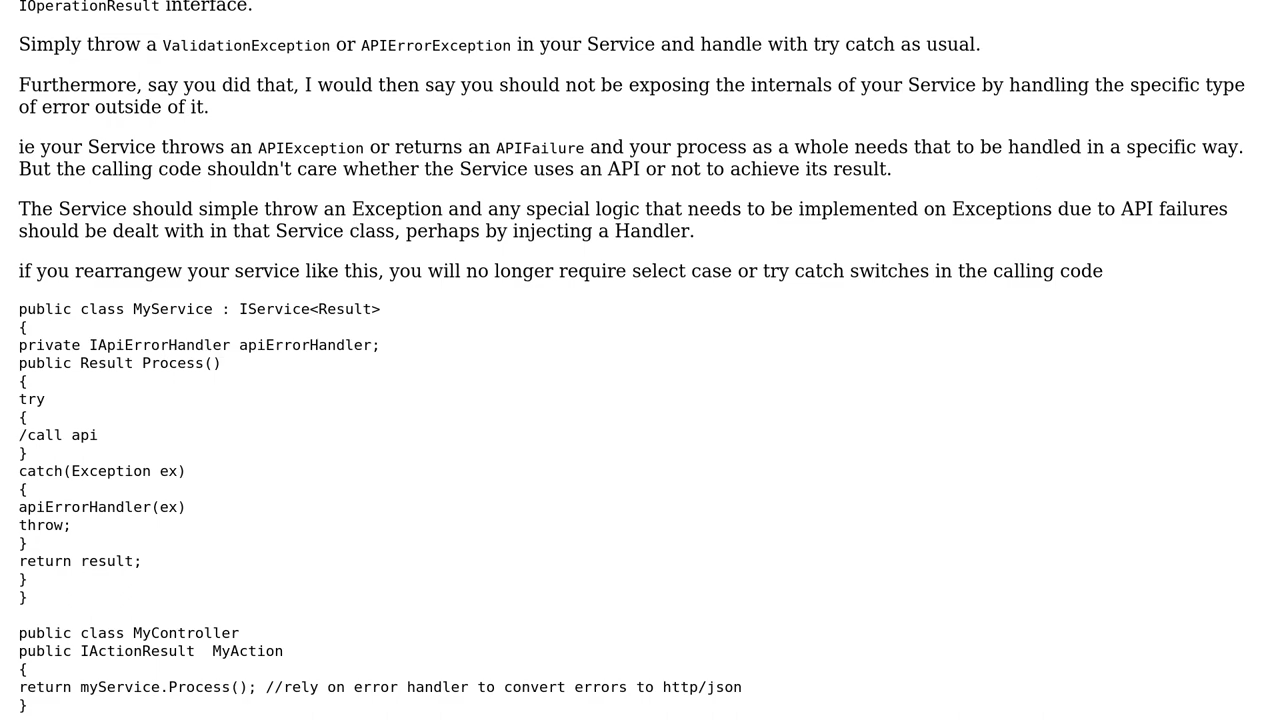 IOperationResult interface.
Simply throw a ValidationException or APIErrorException in your Service and handle with try catch as usual.
Furthermore, say you did that, I would then say you should not be exposing the internals of your Service by handling the specific type
of error outside of it.
ie your Service throws an APIException or returns an APIFailure and your process as a whole needs that to be handled in a specific way.
But the calling code shouldn't care whether the Service uses an API or not to achieve its result.
The Service should simple throw an Exception and any special logic that needs to be implemented on Exceptions due to API failures
should be dealt with in that Service class, perhaps by injecting a Handler.
if you rearrangew your service like this, you will no longer require select case or try catch switches in the calling code
public class MyService : IService<Result>
{
private IApiErrorHandler apiErrorHandler;
public Result Process()
{
try
{
/call api
}
catch(Exception ex)
{
apiErrorHandler(ex)
throw;
}
return result;
}
}
public class MyController
public IActionResult  MyAction
{
return myService.Process(); //rely on error handler to convert errors to http/json
}